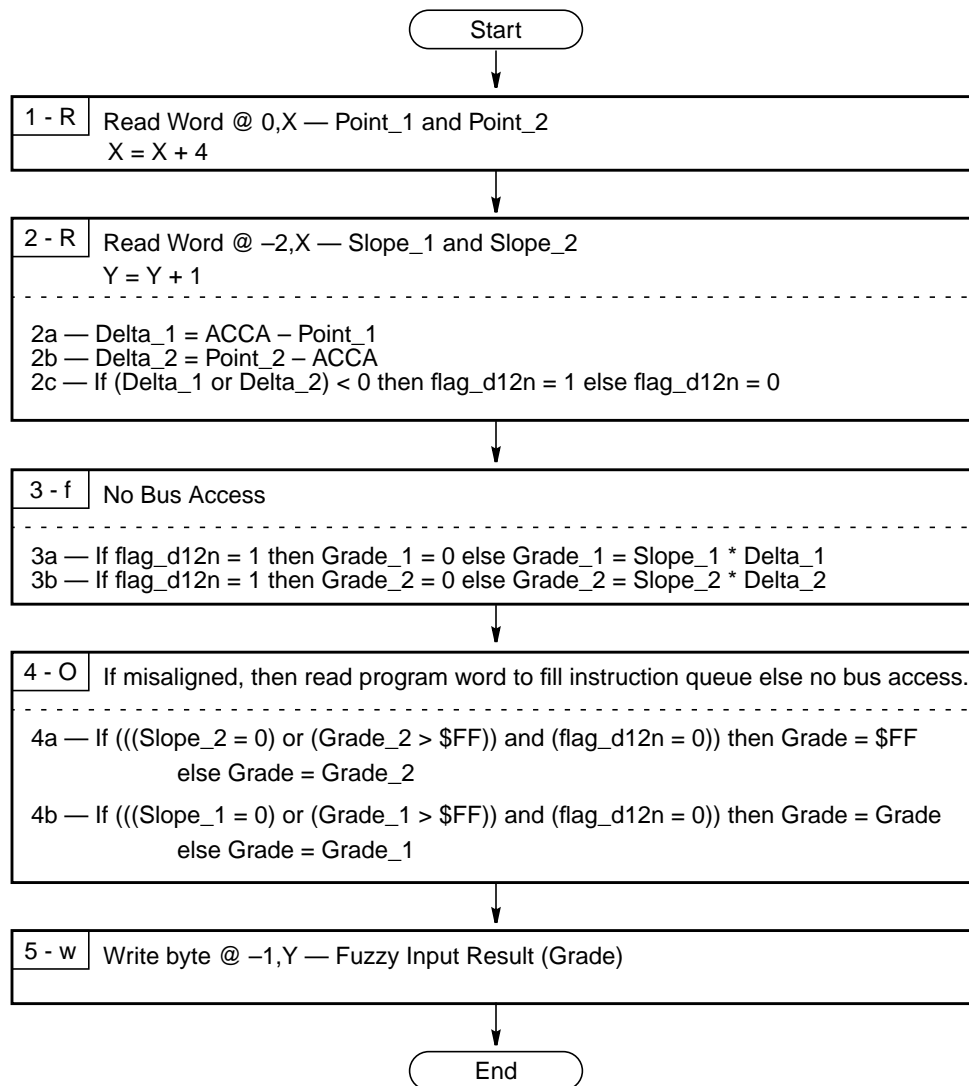 Start
1 - R
Read Word @ 0,X — Point_1 and Point_2
X = X + 4
2 - R
Read Word @ –2,X — Slope_1 and Slope_2
Y = Y + 1
2a — Delta_1 = ACCA – Point_1
2b — Delta_2 = Point_2 – ACCA
2c — If (Delta_1 or Delta_2) < 0 then flag_d12n = 1 else flag_d12n = 0
3 - f
No Bus Access
3a — If flag_d12n = 1 then Grade_1 = 0 else Grade_1 = Slope_1 * Delta_1
3b — If flag_d12n = 1 then Grade_2 = 0 else Grade_2 = Slope_2 * Delta_2
4 - O
If misaligned, then read program word to fill instruction queue else no bus access.
4a — If (((Slope_2 = 0) or (Grade_2 > $FF)) and (flag_d12n = 0)) then Grade = $FF
else Grade = Grade_2
4b — If (((Slope_1 = 0) or (Grade_1 > $FF)) and (flag_d12n = 0)) then Grade = Grade
else Grade = Grade_1
5 - w
Write byte @ –1,Y — Fuzzy Input Result (Grade)
End